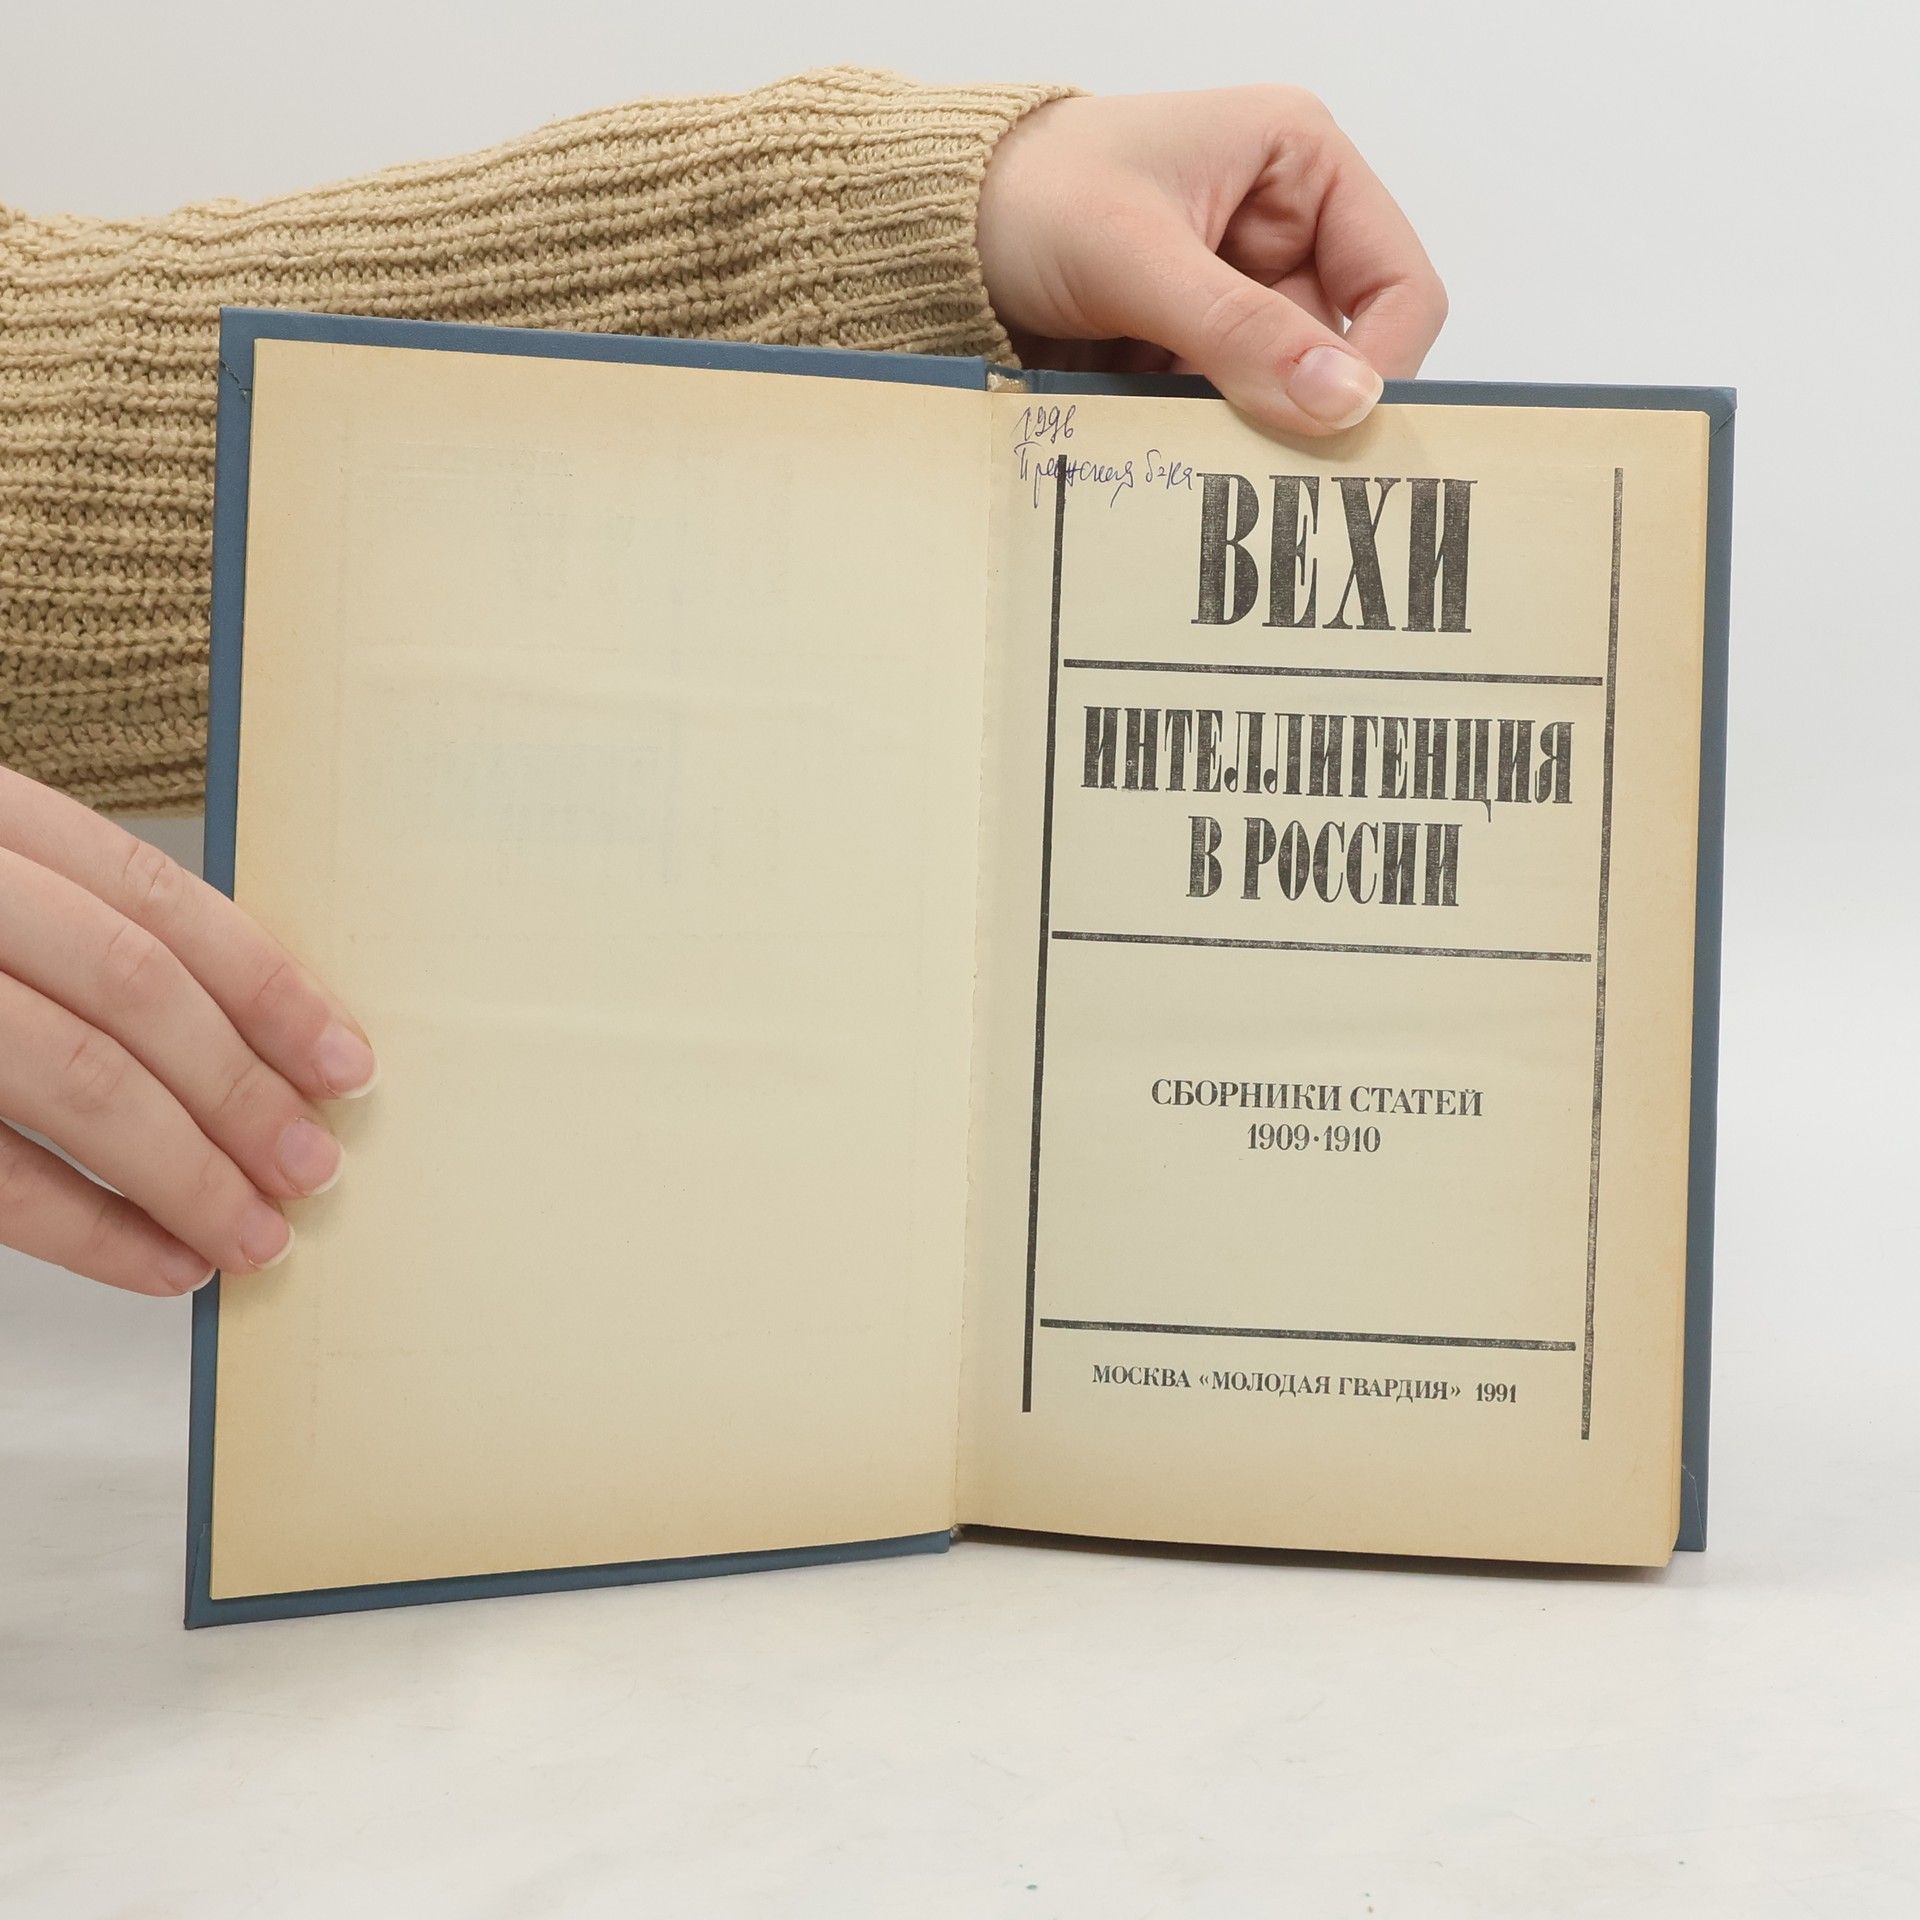 1996
ВЕХИ
ИНТЕЛЛИГЕНЦИЯ
В РОССИИ
СБОРНИКИ СТАТЕЙ
1909·1910
МОСКВА «МОЛОДАЯ ГВАРДИЯ» 1991